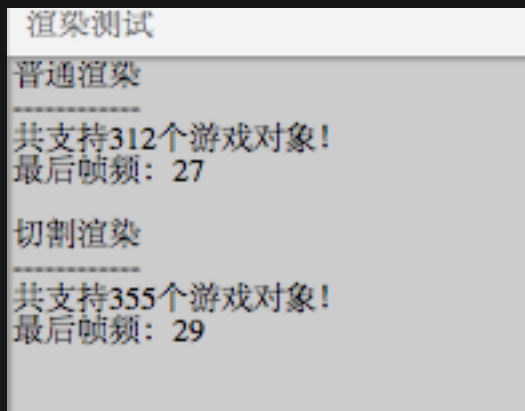 渲染测试
普通渲染
------------
共支持312个游戏对象！
最后帧频：27
切割渲染
------------
共支持355个游戏对象！
最后帧频：29